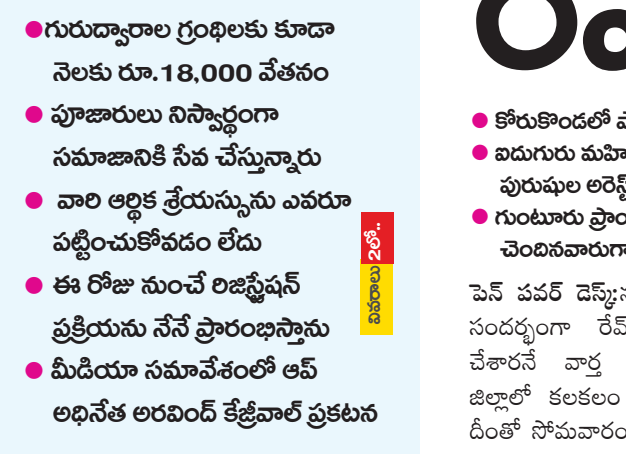 ●గురుద్వారాల గ్రంథిలకు కూడా
నెలకు రూ.18,000 వేతనం
● పూజారులు నిస్వార్థంగా
సమాజానికి సేవ చేస్తున్నారు
● వారి ఆర్థిక శ్రేయస్సును ఎవరూ
పట్టించుకోవడం లేదు
● ఈ రోజు నుంచే రిజిస్ట్రేషన్
ప్రక్రియను నేనే ప్రారంభిస్తాను
● మీడియా సమావేశంలో ఆప్
అధినేత అరవింద్ కేజ్రీవాల్ ప్రకటన
వివరాలు 2లో..
● కోరుకొండలో
● ఐదుగురు
పురుషుల అరెస్ట్
● గుంటూరు
చెందినవారుగా
పెన్ పవర్ డెస్క్:
సందర్భంగా
చేశారనే వార్త
జిల్లాలో కలకలం
దీంతో సోమవారం